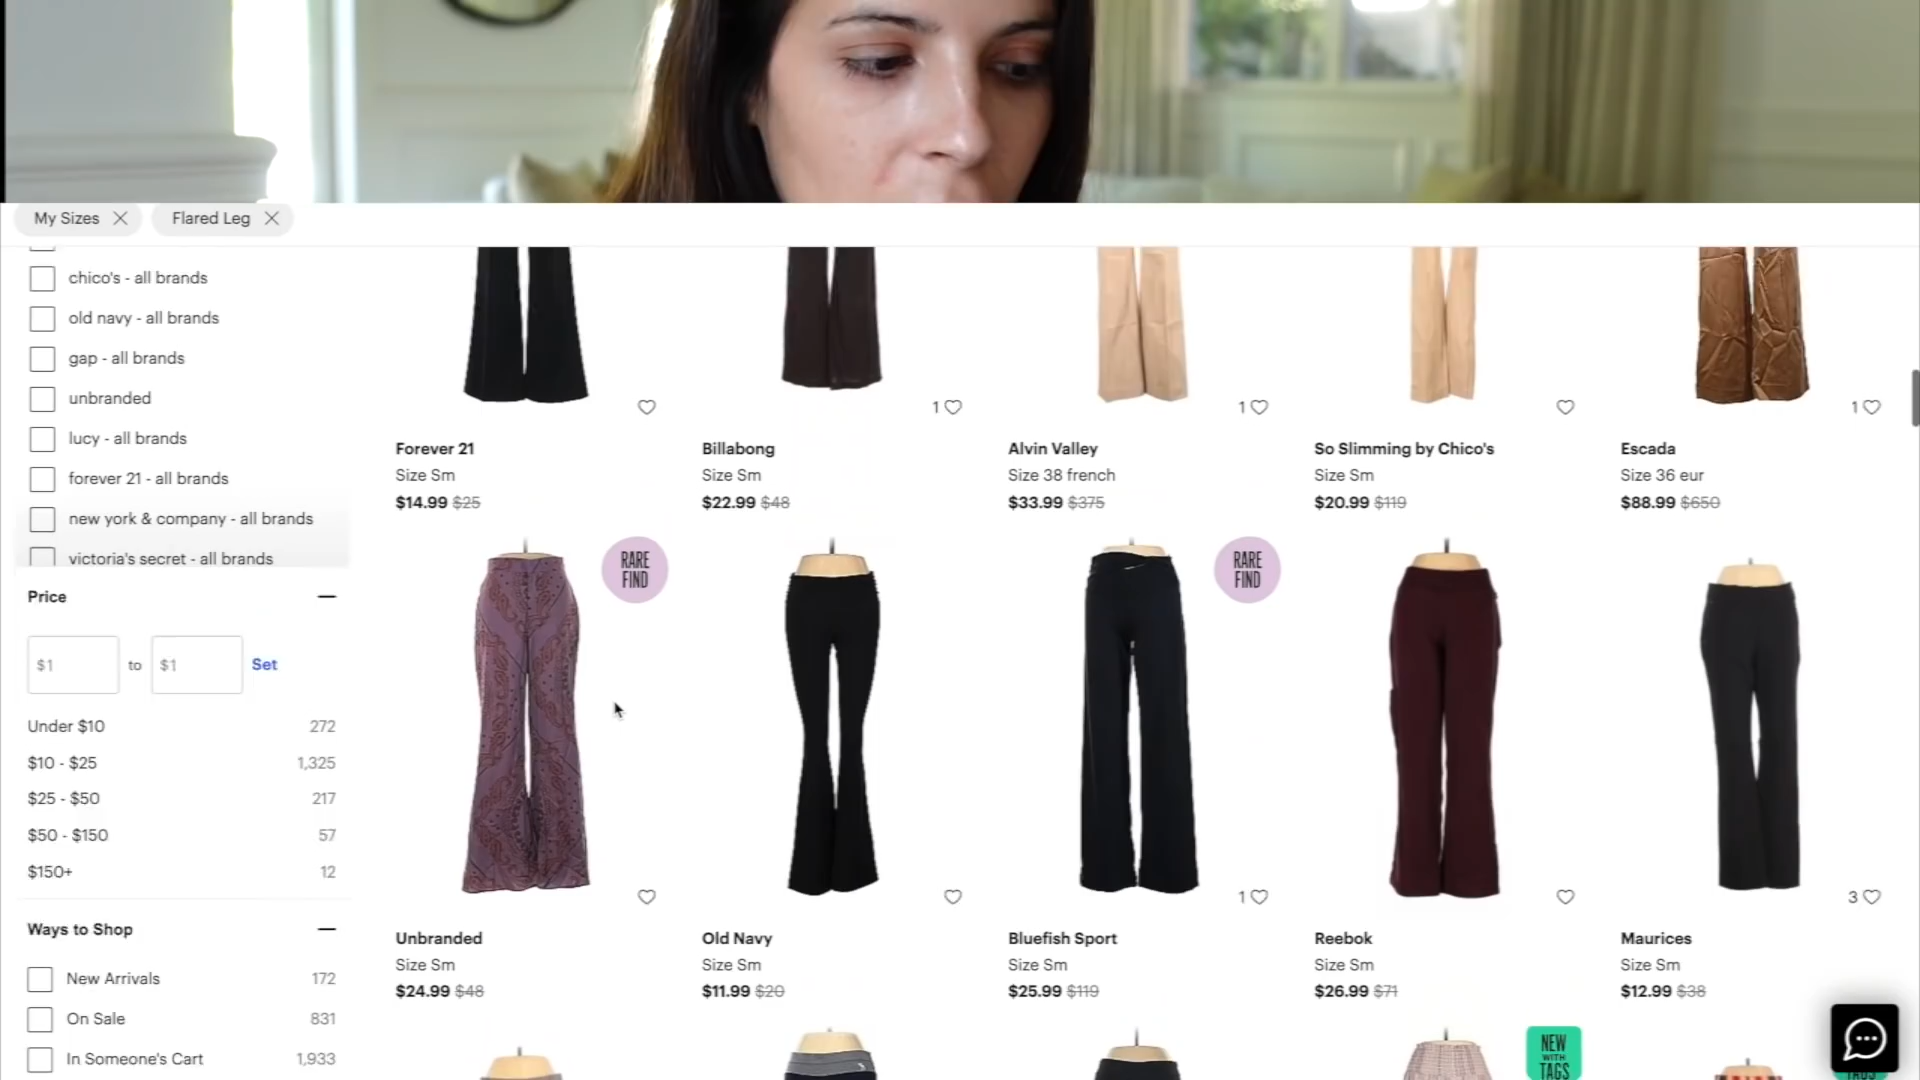 My Sizes
Flared Leg
chico's - all brands
old navy - all brands
gap - all brands
unbranded
lucy - all brands
forever 21 - all brands
new york & company - all brands
victoria's secret - all brands
Price
$1 to $1 Set
Under $10 272
$10 - $25 1,325
$25 - $50 217
$50 - $150 57
$150+ 12
Ways to Shop
New Arrivals 172
On Sale 831
In Someone's Cart 1,933
1
1
1
Forever 21
Size Sm
$14.99 $25
Billabong
Size Sm
$22.99 $48
Alvin Valley
Size 38 french
$33.99 $375
So Slimming by Chico's
Size Sm
$20.99 $119
Escada
Size 36 eur
$88.99 $650
RARE
FIND
RARE
FIND
1
3
Unbranded
Size Sm
$24.99 $48
Old Navy
Size Sm
$11.99 $20
Bluefish Sport
Size Sm
$25.99 $119
Reebok
Size Sm
$26.99 $71
Maurices
Size Sm
$12.99 $38
NEW
WITH
TAGS
TAGS